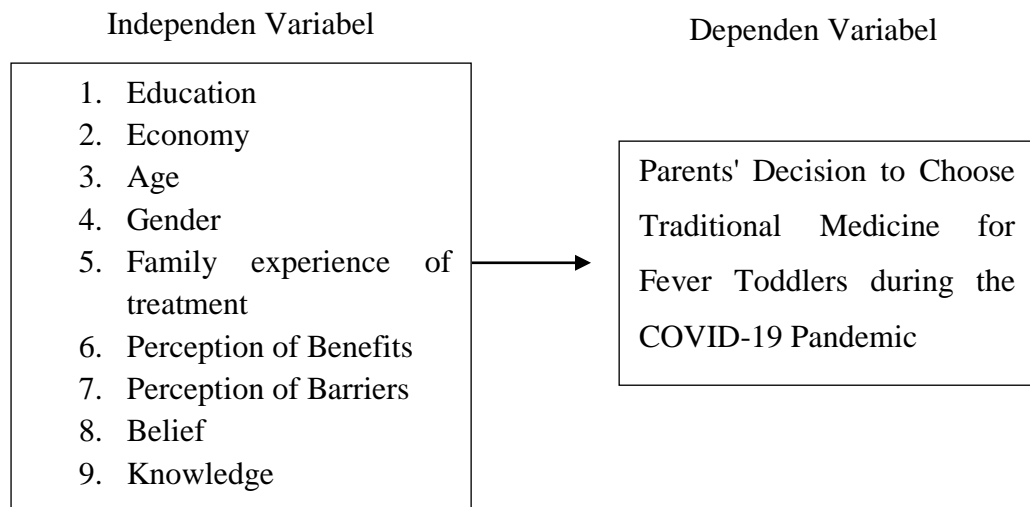 Independen Variabel
Dependen Variabel
1. Education
2. Economy
3. Age
4. Gender
5. Family experience of
treatment
6. Perception of Benefits
7. Perception of Barriers
8. Belief
9. Knowledge
Parents' Decision to Choose
Traditional Medicine for
Fever Toddlers during the
COVID-19 Pandemic